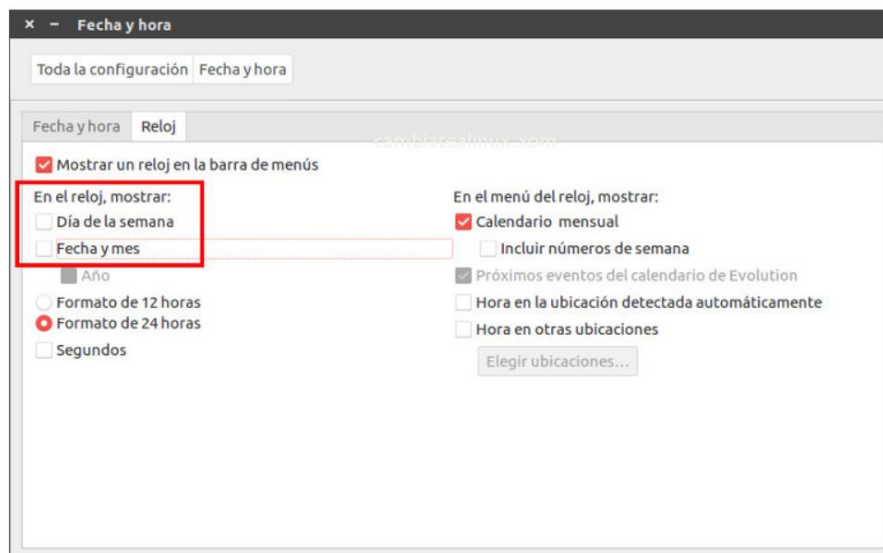 Fecha y hora
Toda la configuración Fecha y hora
Fecha y hora Reloj
cambiatealinux.xom
Mostrar un reloj en la barra de menús
En el reloj, mostrar:
Día de la semana
Fecha y mes
Año
Formato de 12 horas
Formato de 24 horas
Segundos
En el menú del reloj, mostrar:
Calendario mensual
Incluir números de semana
Próximos eventos del calendario de Evolution
Hora en la ubicación detectada automáticamente
Hora en otras ubicaciones
Elegir ubicaciones...